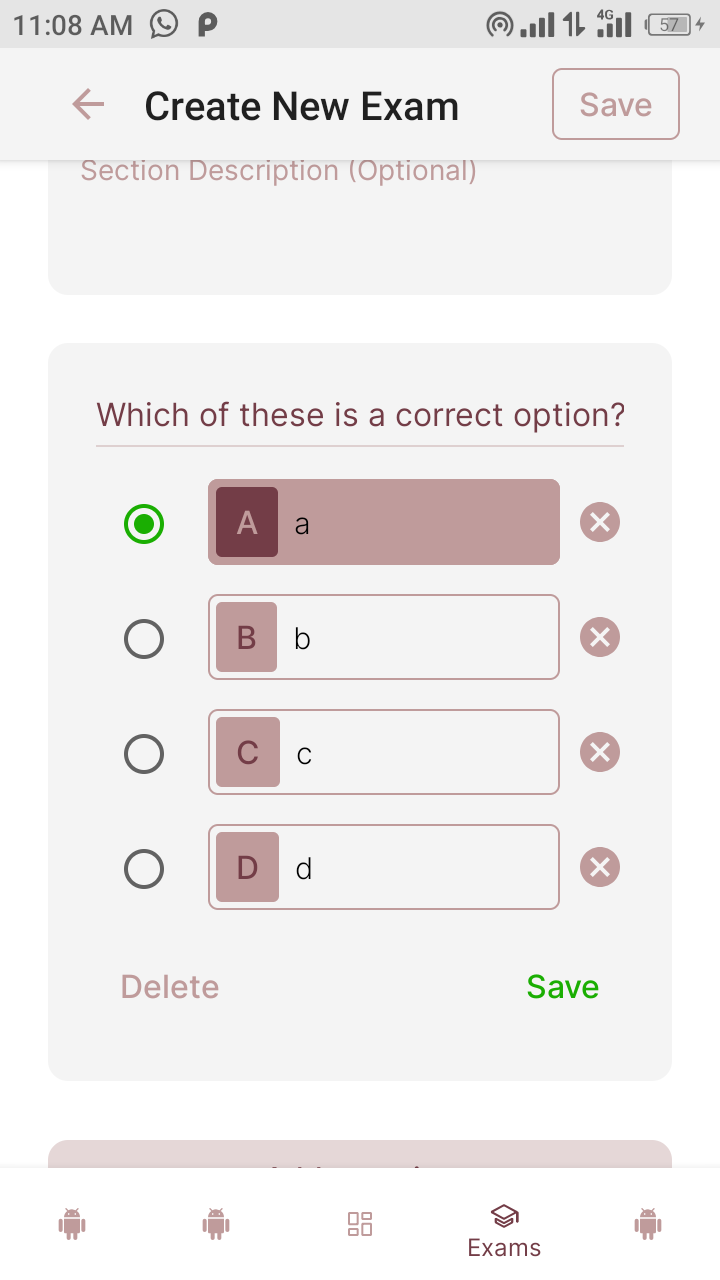 11:08 AM
4G
57
Create New Exam
Save
Section Description (Optional)
Which of these is a correct option?
A a
B b
C c
D d
Delete
Save
Exams